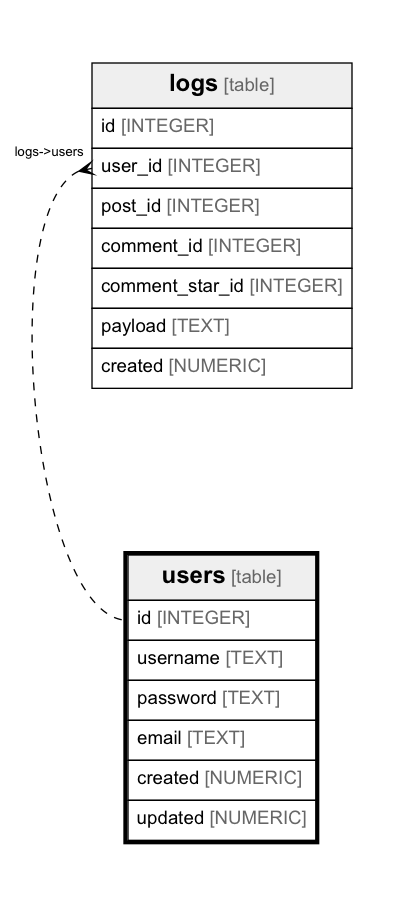 logs [table]
id [INTEGER]
logs->users
user_id [INTEGER]
post_id [INTEGER]
comment_id [INTEGER]
comment_star_id [INTEGER]
payload [TEXT]
created [NUMERIC]
users [table]
id [INTEGER]
username [TEXT]
password [TEXT]
email [TEXT]
created [NUMERIC]
updated [NUMERIC]